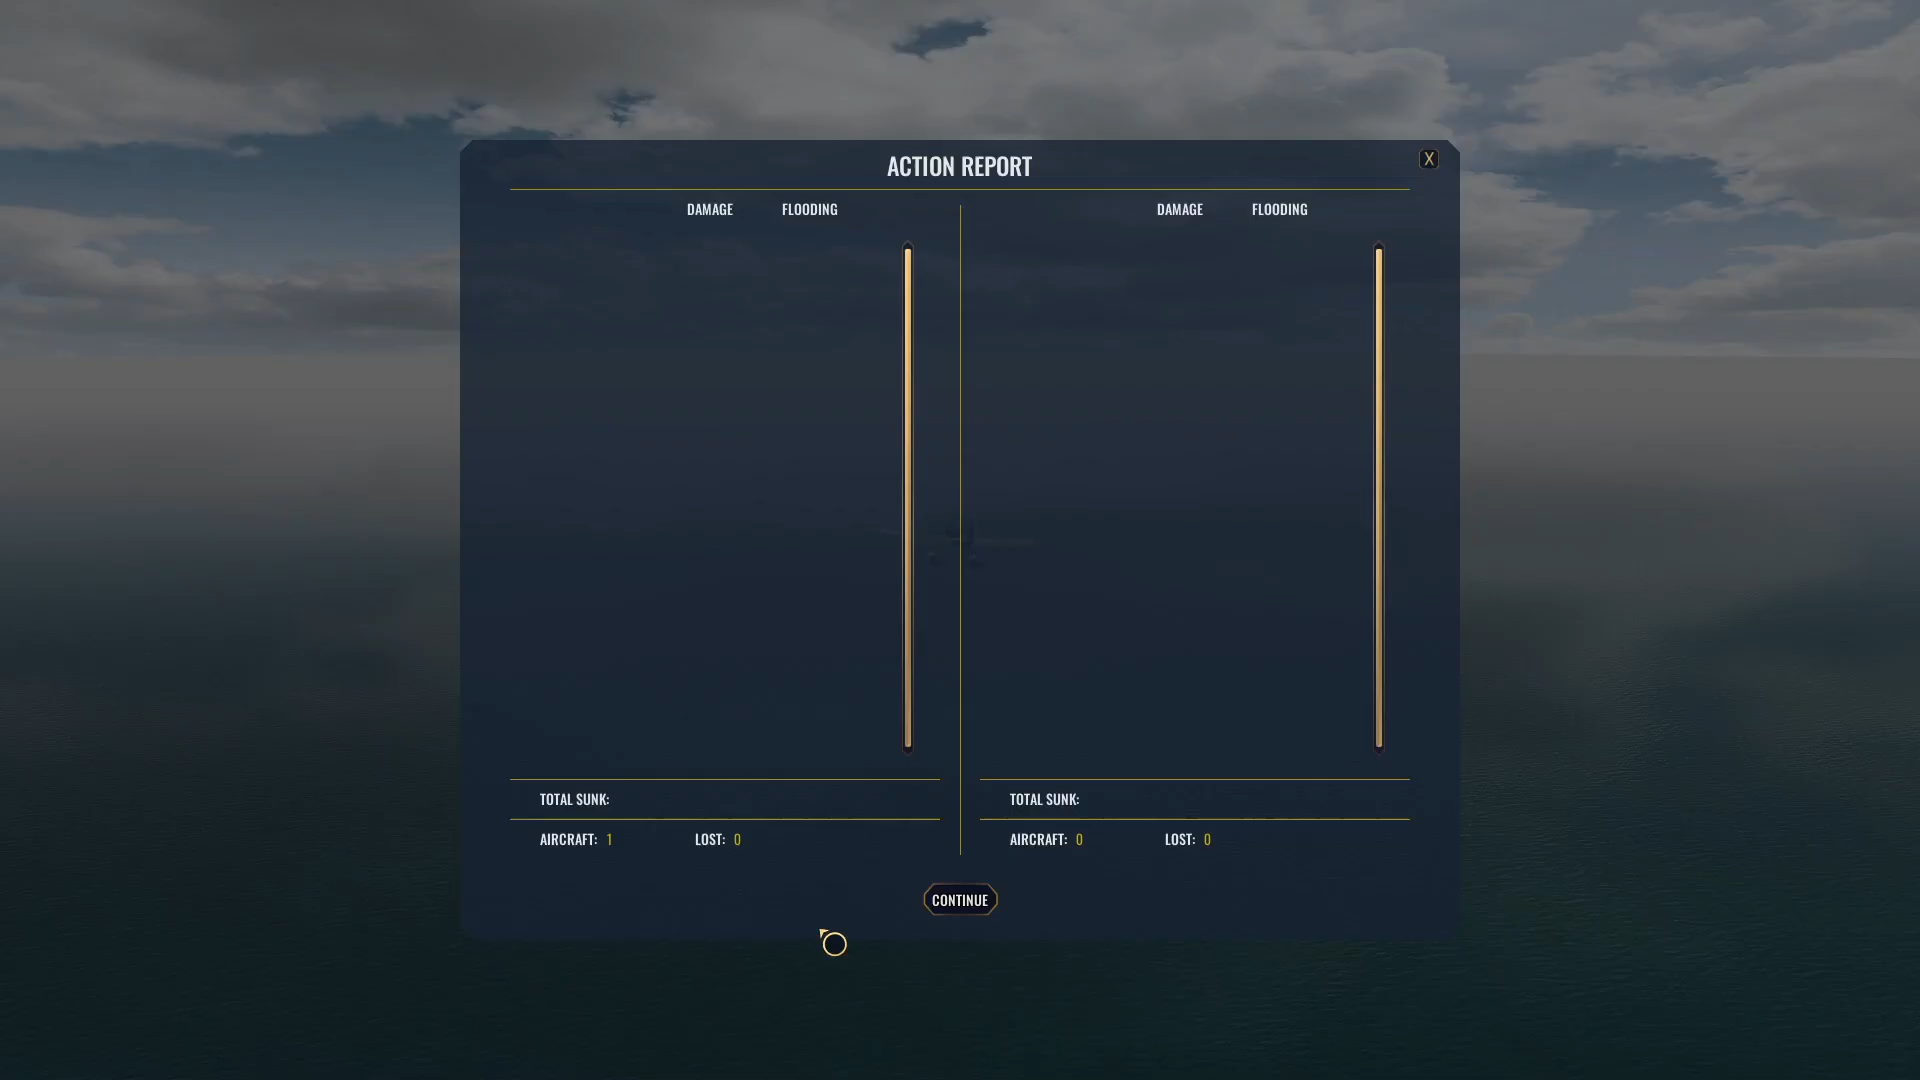 ACTION REPORT
X
DAMAGE FLOODING
DAMAGE FLOODING
TOTAL SUNK:
TOTAL SUNK:
AIRCRAFT: 1 LOST: 0
AIRCRAFT: 0 LOST: 0
CONTINUE